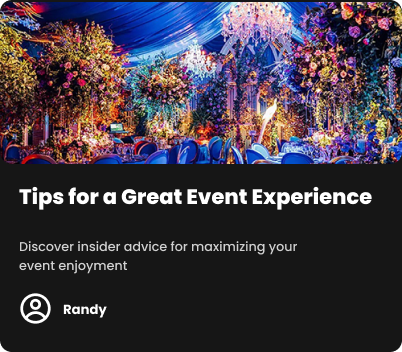 Tips for a Great Event Experience
Discover insider advice for maximizing your
event enjoyment
Randy